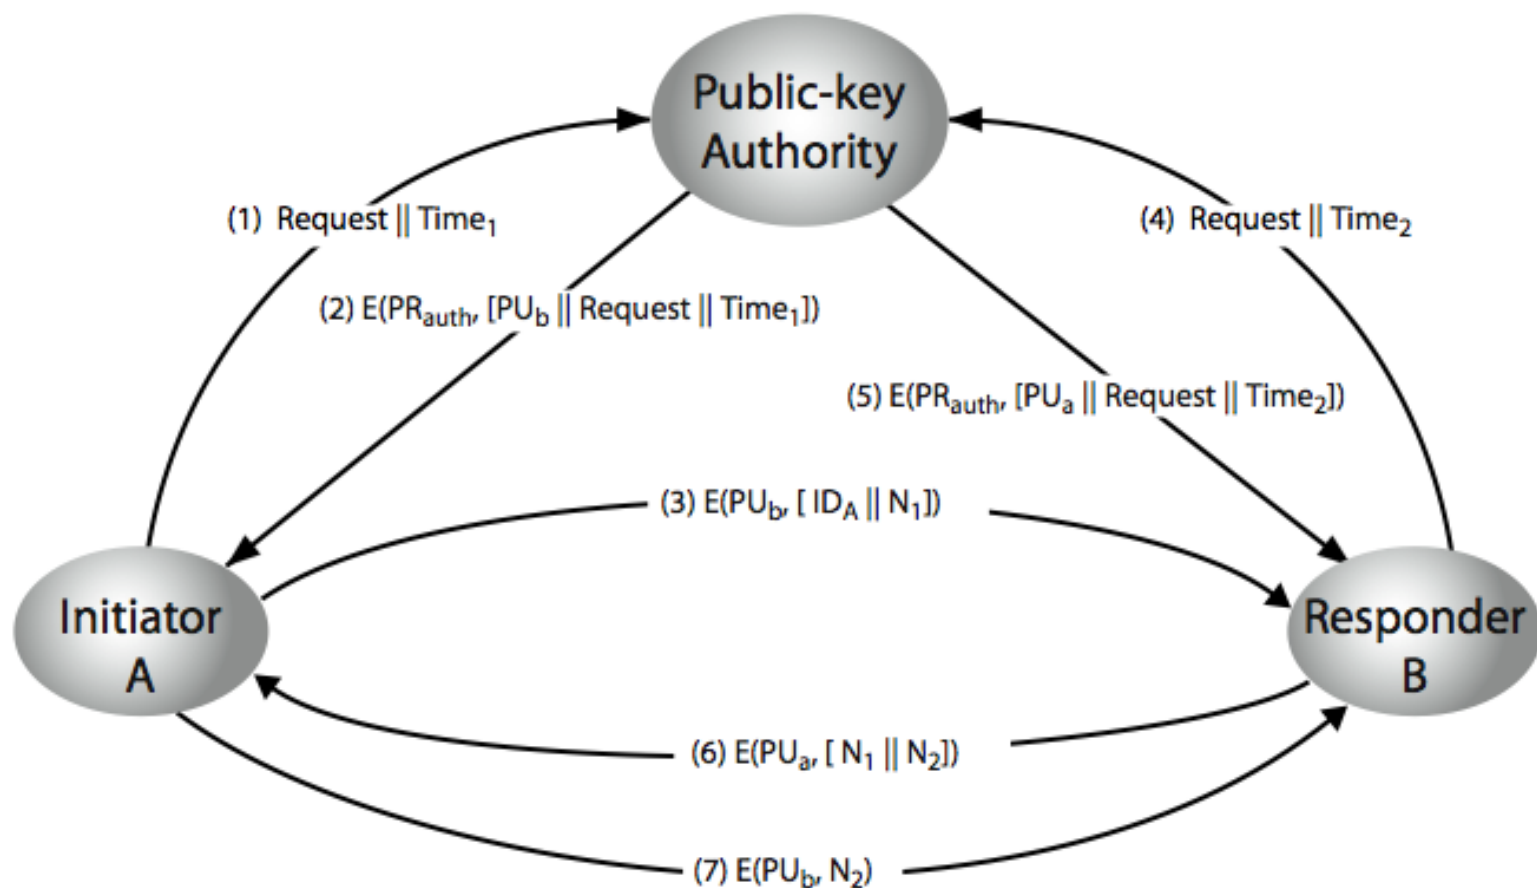 Public-key
Authority
(1) Request || Time₁
(4) Request || Time₂
(2) E(PRauth, [PUb || Request || Time₁])
(5) E(PRauth, [PUa || Request || Time₂])
(3) E(PUb, [ IDA || N₁])
Initiator
A
Responder
B
(6) E(PUa, [ N₁ || N₂])
(7) E(PUb, N₂)